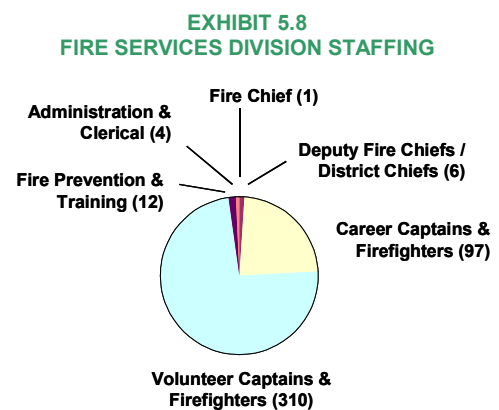 EXHIBIT 5.8
FIRE SERVICES DIVISION STAFFING
Fire Chief (1)
Administration &
Clerical (4)
Deputy Fire Chiefs /
District Chiefs (6)
Fire Prevention &
Training (12)
Career Captains &
Firefighters (97)
Volunteer Captains &
Firefighters (310)